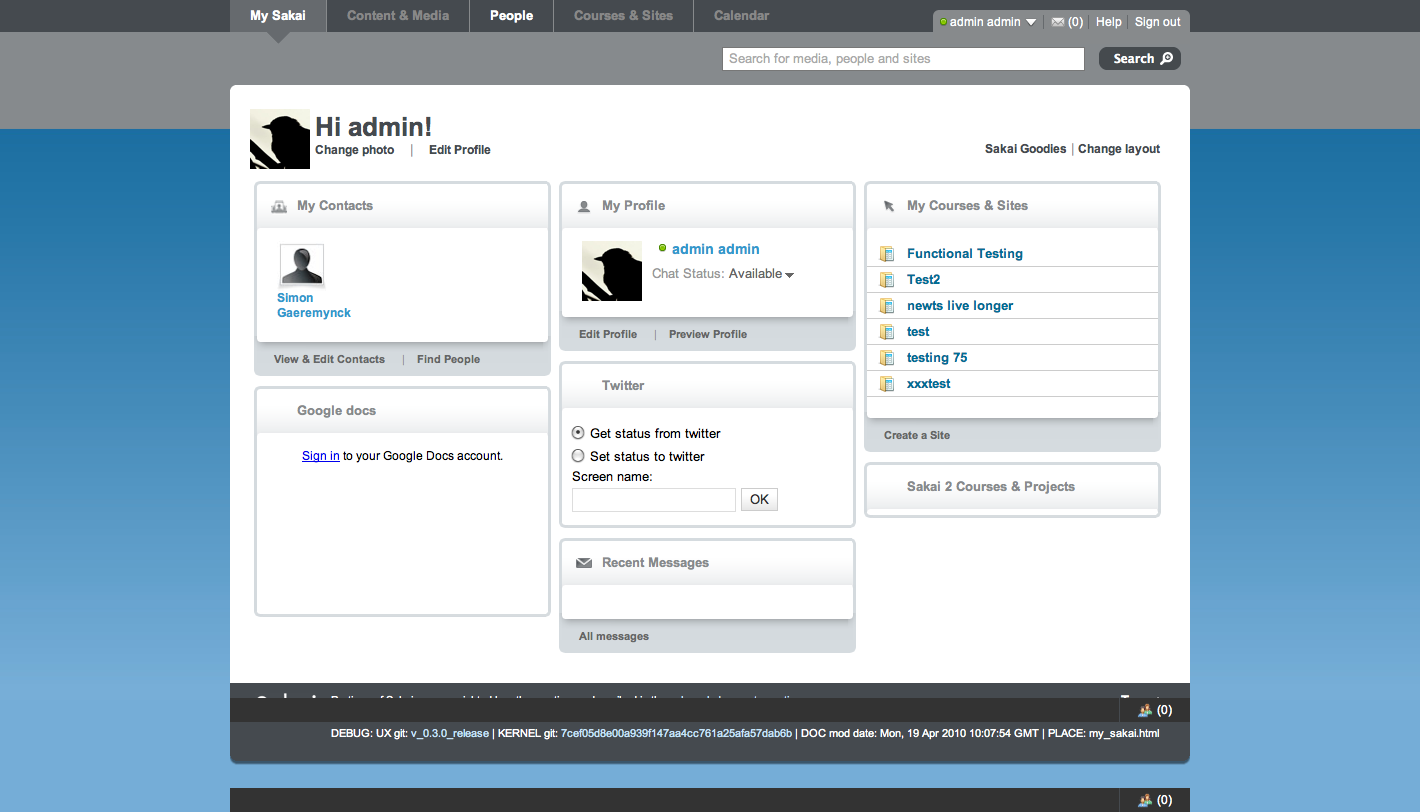 My Sakai Content & Media People Courses & Sites Calendar
admin admin (0) Help Sign out
Search for media, people and sites Search
Hi admin!
Change photo | Edit Profile
Sakai Goodies | Change layout
My Contacts
Simon
Gaeremynck
View & Edit Contacts | Find People
Google docs
Sign in to your Google Docs account.
My Profile
admin admin
Chat Status: Available
Edit Profile | Preview Profile
Twitter
Get status from twitter
Set status to twitter
Screen name:
OK
Recent Messages
All messages
My Courses & Sites
Functional Testing
Test2
newts live longer
test
testing 75
xxxtest
Create a Site
Sakai 2 Courses & Projects
(0)
DEBUG: UX git: v_0.3.0_release | KERNEL git: 7cef05d8e00a939f147aa4cc761a25afa57dab6b | DOC mod date: Mon, 19 Apr 2010 10:07:54 GMT | PLACE: my_sakai.html
(0)